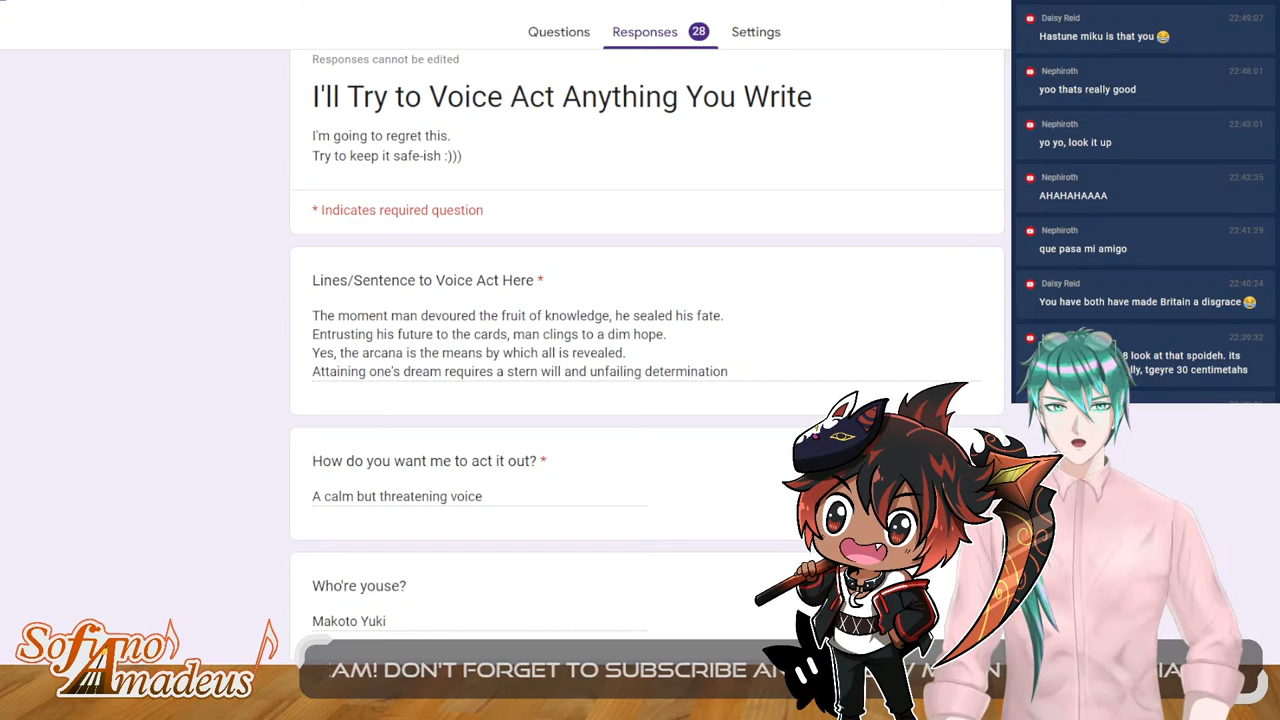 Questions
Responses 28
Settings
Responses cannot be edited
I'll Try to Voice Act Anything You Write
I'm going to regret this.
Try to keep it safe-ish :)))
* Indicates required question
Lines/Sentence to Voice Act Here *
The moment man devoured the fruit of knowledge, he sealed his fate.
Entrusting his future to the cards, man clings to a dim hope.
Yes, the arcana is the means by which all is revealed.
Attaining one's dream requires a stern will and unfailing determination
How do you want me to act it out? *
A calm but threatening voice
Who're youse?
Makoto Yuki
Daisy Reid 22:49:07
Hastune miku is that you 😂
Nephiroth 22:48:01
yoo thats really good
Nephiroth 22:43:01
yo yo, look it up
Nephiroth 22:42:35
AHAHAHAAAA
Nephiroth 22:41:29
que pasa mi amigo
Daisy Reid 22:40:24
You have both have made Britain a disgrace 😂
22:39:32
8 look at that spoideh. its
lly, tgeyre 30 centimetahs
Sofiano
Amadeus
AM! DON'T FORGET TO SUBSCRIBE